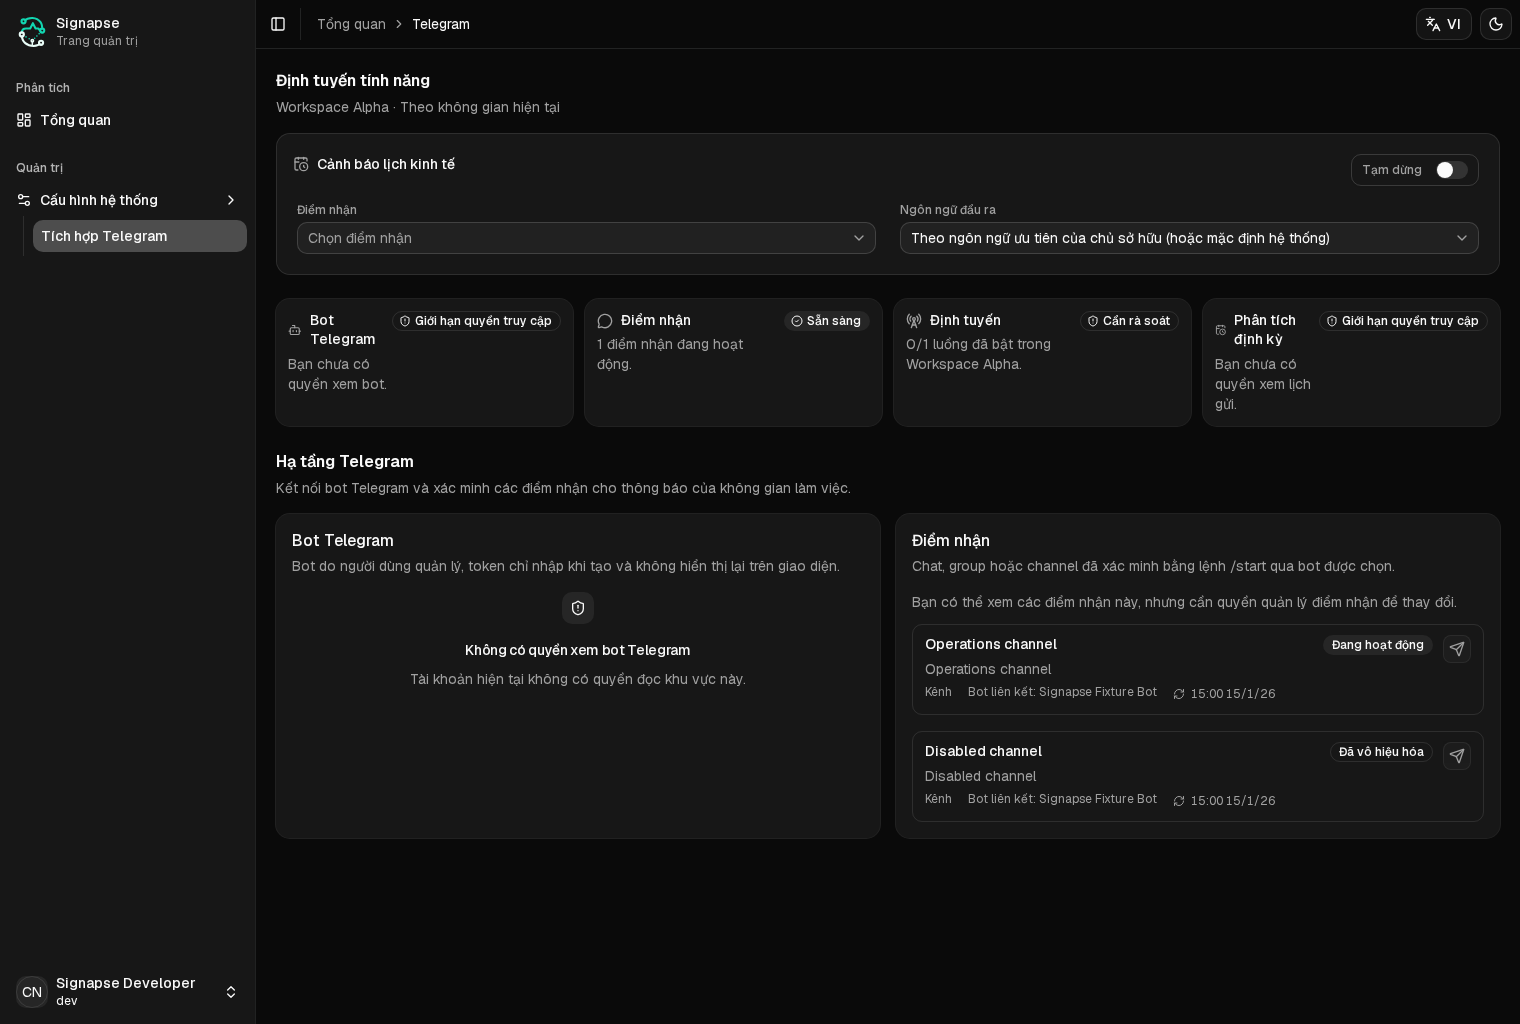 Signapse
Trang quản trị
Phân tích
Tổng quan
Quản trị
Cấu hình hệ thống
Tích hợp Telegram
Signapse Developer
CN
dev
Tổng quan
Telegram
VI
Định tuyến tính năng
Workspace Alpha · Theo không gian hiện tại
Cảnh báo lịch kinh tế
Tạm dừng
Điểm nhận
Chọn điểm nhận
Ngôn ngữ đầu ra
Theo ngôn ngữ ưu tiên của chủ sở hữu (hoặc mặc định hệ thống)
Bot
Telegram
Giới hạn quyền truy cập
Bạn chưa có
quyền xem bot.
Điểm nhận
Sẵn sàng
1 điểm nhận đang hoạt
động.
Định tuyến
Cần rà soát
0/1 luồng đã bật trong
Workspace Alpha.
Phân tích
định kỳ
Giới hạn quyền truy cập
Bạn chưa có
quyền xem lịch
gửi.
Hạ tầng Telegram
Kết nối bot Telegram và xác minh các điểm nhận cho thông báo của không gian làm việc.
Bot Telegram
Bot do người dùng quản lý, token chỉ nhập khi tạo và không hiển thị lại trên giao diện.
Không có quyền xem bot Telegram
Tài khoản hiện tại không có quyền đọc khu vực này.
Điểm nhận
Chat, group hoặc channel đã xác minh bằng lệnh /start qua bot được chọn.
Bạn có thể xem các điểm nhận này, nhưng cần quyền quản lý điểm nhận để thay đổi.
Operations channel
Đang hoạt động
Operations channel
Kênh Bot liên kết: Signapse Fixture Bot 15:00 15/1/26
Disabled channel
Đã vô hiệu hóa
Disabled channel
Kênh Bot liên kết: Signapse Fixture Bot 15:00 15/1/26